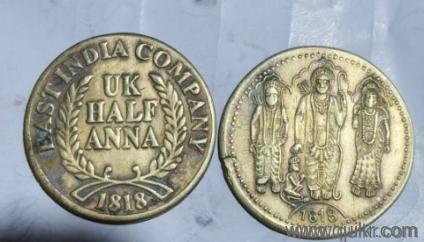 EAST INDIA COMPANY
UK
HALF
ANNA
1818
1818
www.quikr.com